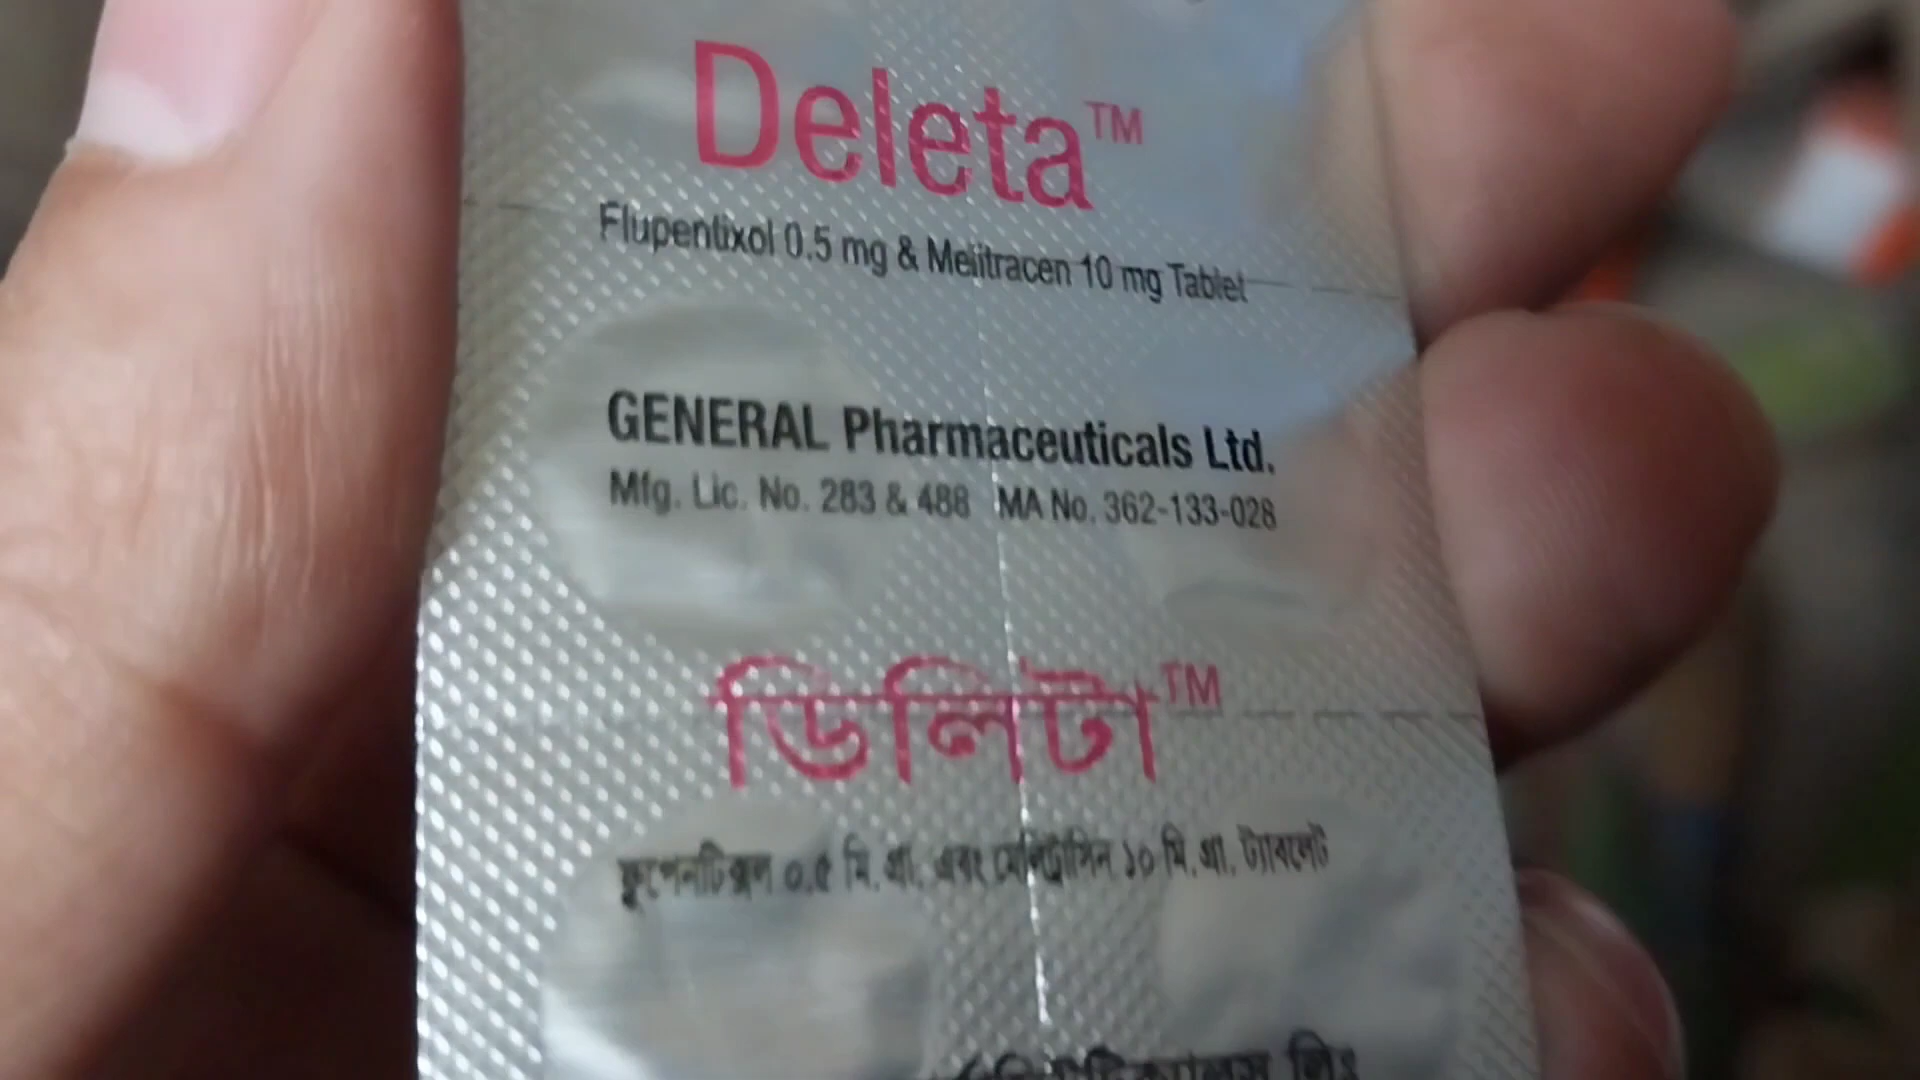 Deleta™
Flupentixol 0.5 mg & Melitracen 10 mg Tablet
GENERAL Pharmaceuticals Ltd.
Mfg. Lic. No. 283 & 488 MA No. 362-133-028
ডিলিটা™
ফ্লুপেনটিক্সল ০.৫ মি.গ্রা. এবং মেলিট্রাসিন ১০ মি.গ্রা. ট্যাবলেট
লিঃ